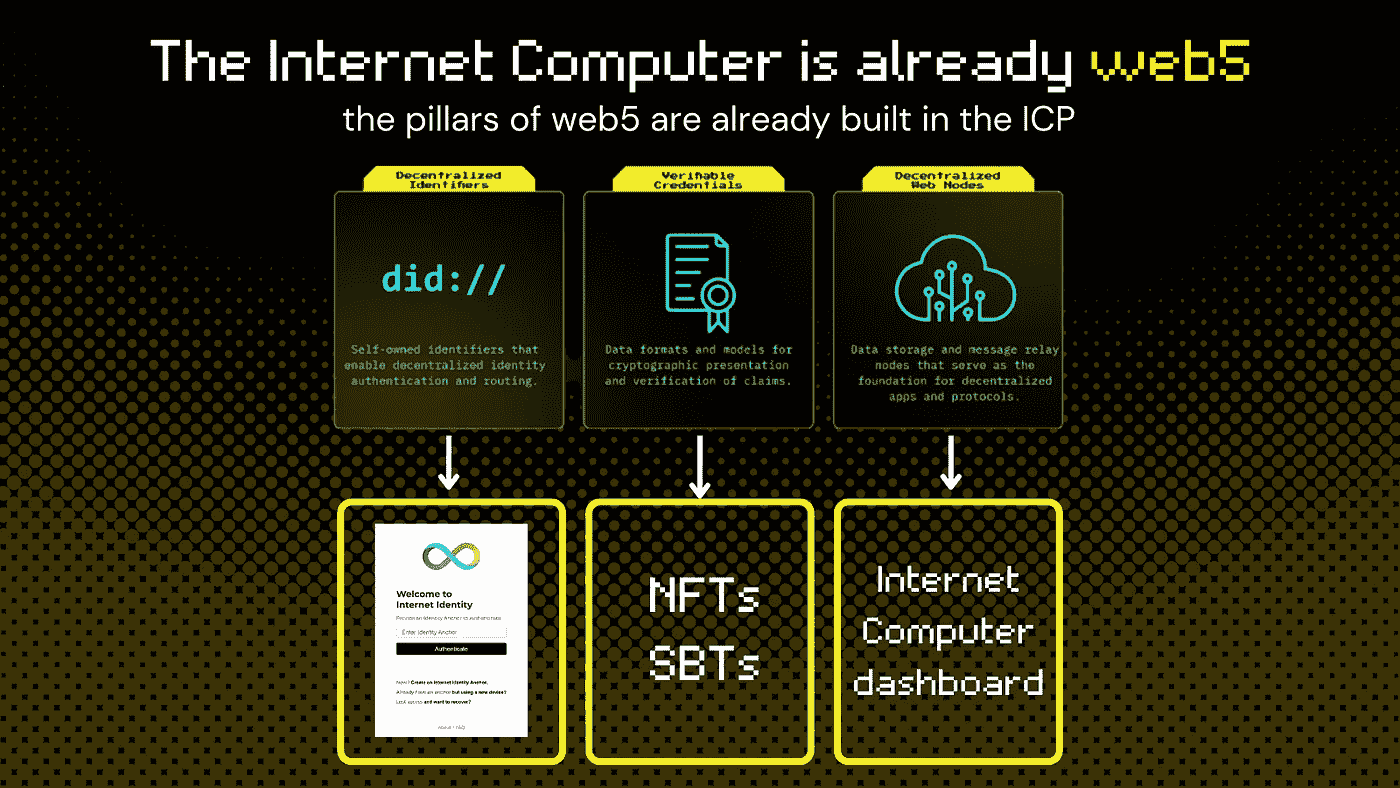 The Internet Computer is already web5
the pillars of web5 are already built in the ICP
Decentralized
Identifiers
did://
Self-owned identifiers that
enable decentralized identity
authentication and routing.
Verifiable
Credentials
Data formats and models for
cryptographic presentation
and verification of claims.
Decentralized
Web Nodes
Data storage and message relay
nodes that serve as the
foundation for decentralized
apps and protocols.
Welcome to
Internet Identity
Provide an Identity Anchor to authenticate.
Enter Identity Anchor
Authenticate
New? Create an Internet Identity Anchor.
Already have an anchor but using a new device?
Lost access and want to recover?
NFTs
SBTs
Internet
Computer
dashboard